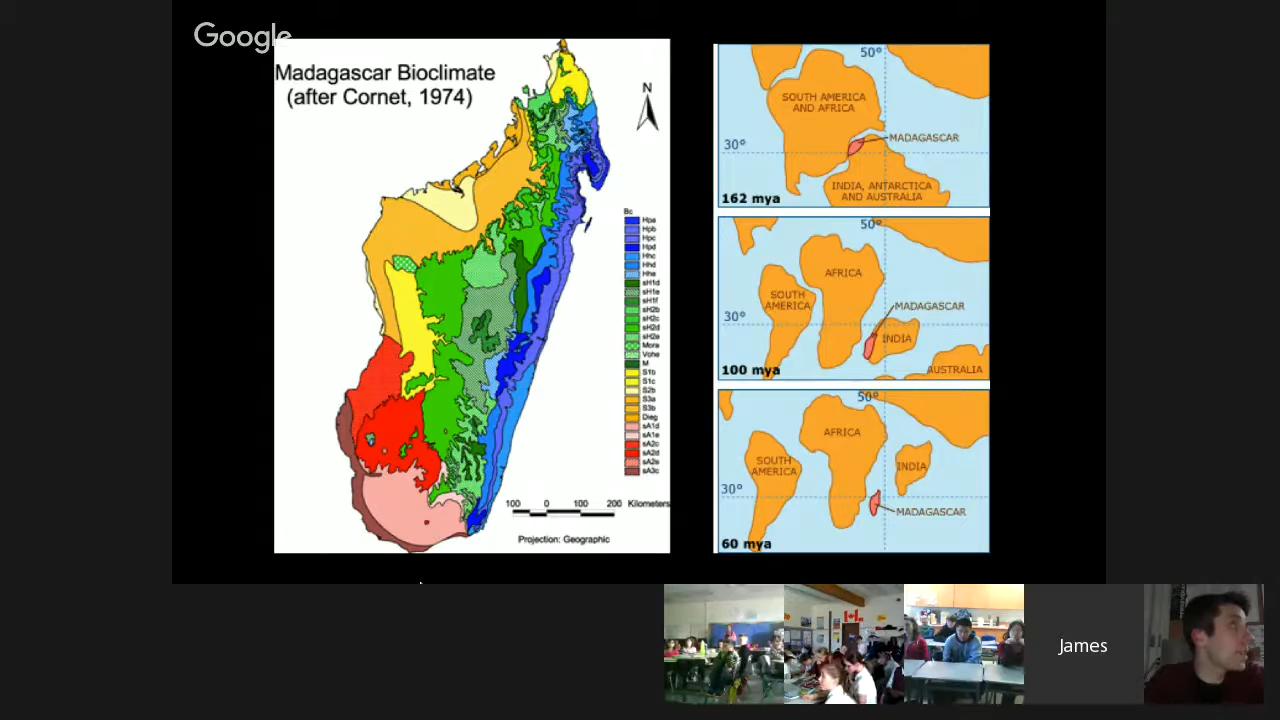 Google
Madagascar Bioclimate
(after Cornet, 1974)
N
Bc
Hpa
Hpb
Hpc
Hpd
Hhc
Hhd
Hhe
sH1d
sH1e
sH1f
sH2b
sH2c
sH2d
sH2e
Mora
Vohe
M
S1b
S1c
S2b
S3a
S3b
Dieg
sA1d
sA1e
sA2c
sA2d
sA2e
sA3c
100 0 100 200 Kilometers
Projection: Geographic
50°
SOUTH AMERICA
AND AFRICA
MADAGASCAR
30°
INDIA, ANTARCTICA
AND AUSTRALIA
162 mya
50°
AFRICA
SOUTH
AMERICA
MADAGASCAR
30°
INDIA
AUSTRALIA
100 mya
50°
AFRICA
SOUTH
AMERICA
INDIA
30°
MADAGASCAR
60 mya
James